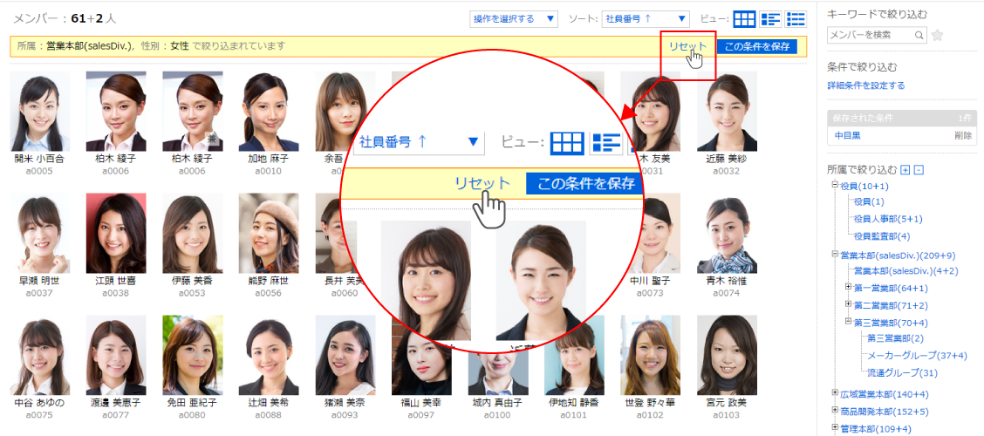 メンバー : 61+2 人
操作を選択する ▼
ソート: 社員番号 ↑ ▼
ビュー:
所属 : 営業本部(salesDiv.), 性別 : 女性 で絞り込まれています
リセット
この条件を保存
開米 小百合
a0005
柏木 綾子
a0006
柏木 綾子
a0006
加地 麻子
a0010
余吾
木 友美
0031
近藤 美紗
a0032
社員番号 ↑ ▼
ビュー:
リセット
この条件を保存
早瀬 明世
a0037
江頭 世喜
a0038
伊藤 美香
a0053
熊野 麻世
a0056
長井 芙美
a0060
中川 聖子
a0073
青木 裕惟
a0074
中谷 あゆの
a0075
渡邉 美恵子
a0077
免田 亜紀子
a0080
辻畑 美希
a0088
猪瀬 美奈
a0093
福山 美幸
a0097
城内 真由子
a0100
伊地知 静香
a0101
世登 野々華
a0102
宮元 政美
a0103
キーワードで絞り込む
メンバーを検索
条件で絞り込む
詳細条件を設定する
保存された条件 1件
中目黒 削除
所属で絞り込む
役員(10+1)
役員(1)
役員人事部(5+1)
役員監査部(4)
営業本部(salesDiv.)(209+9)
営業本部(salesDiv.)(4+2)
第一営業部(64+1)
第二営業部(71+2)
第三営業部(70+4)
第三営業部(2)
メーカーグループ(37+4)
流通グループ(31)
広域営業本部(140+4)
商品開発本部(152+5)
管理本部(109+4)